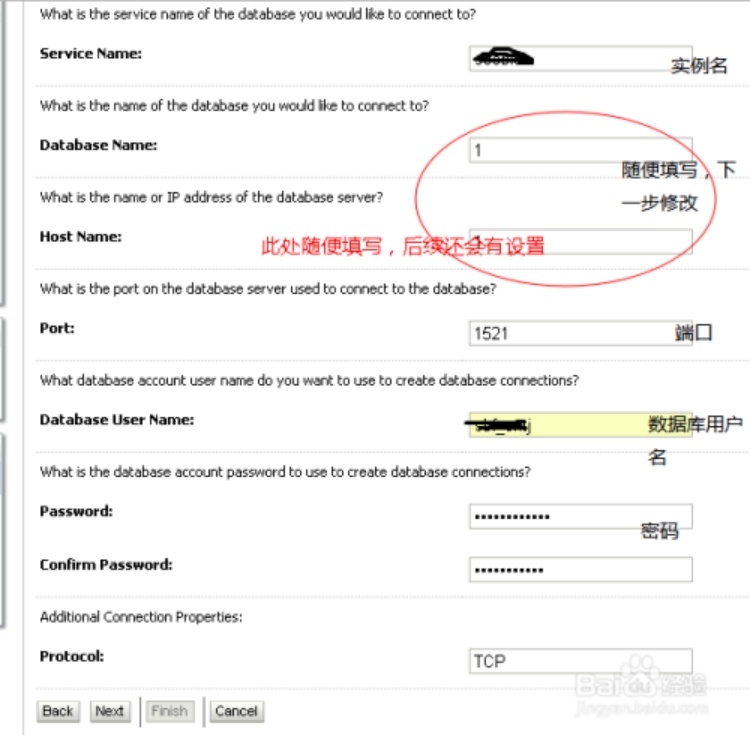 What is the service name of the database you would like to connect to?
Service Name:
实例名
What is the name of the database you would like to connect to?
Database Name:
1
随便填写，下
一步修改
What is the name or IP address of the database server?
Host Name:
1
此处随便填写，后续还会有设置
What is the port on the database server used to connect to the database?
Port:
1521
端口
What database account user name do you want to use to create database connections?
Database User Name:
数据库用户
名
What is the database account password to use to create database connections?
Password:
••••••••••••
密码
Confirm Password:
•••••••••••
Additional Connection Properties:
Protocol:
TCP
Back Next Finish Cancel
Baidu 经验
jingyan.baidu.com